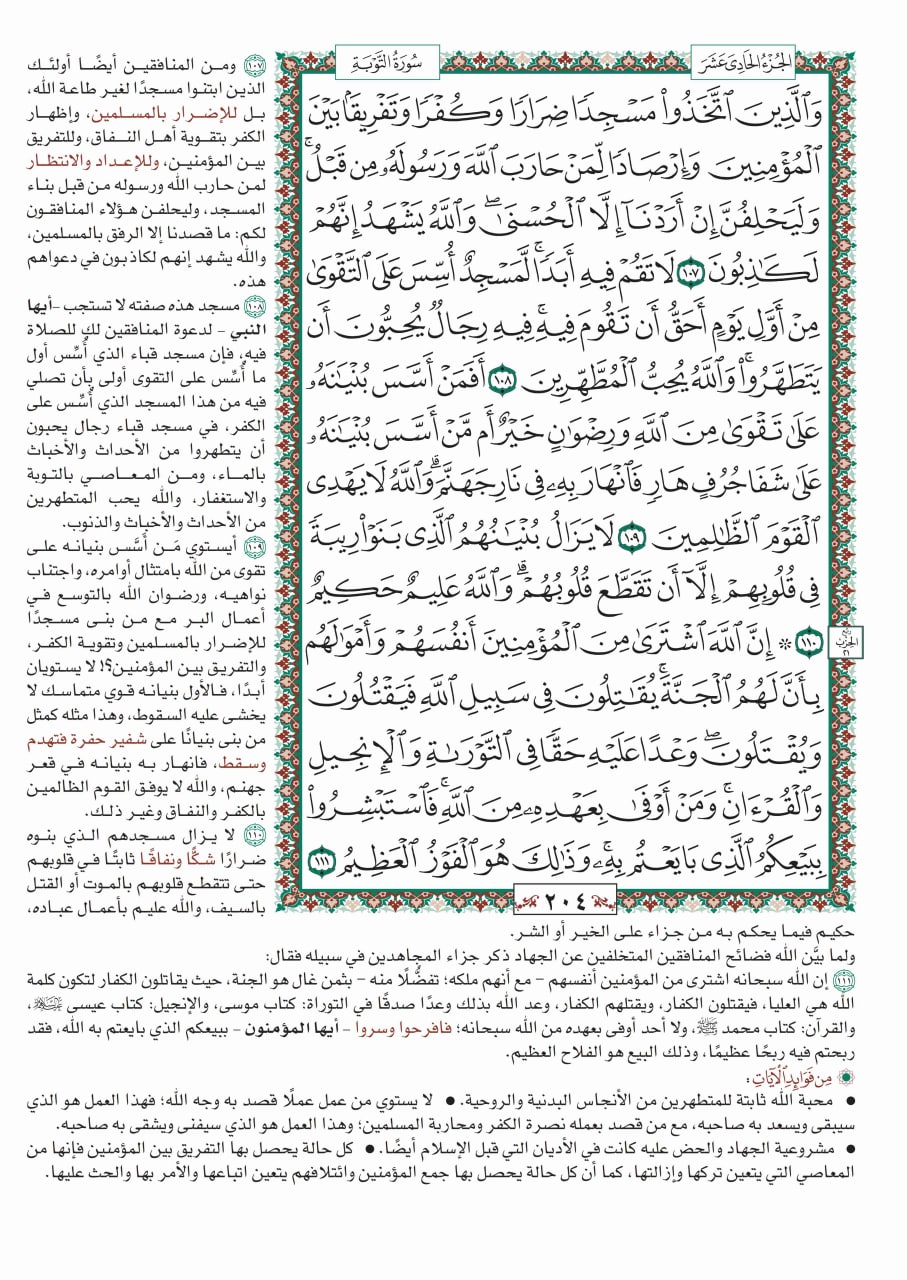 الجُزْءُ الحَادِي عَشَرَ
سُورَةُ التَّوْبَةِ
وَٱلَّذِينَ ٱتَّخَذُواْ مَسْجِدٗا ضِرَارٗا وَكُفۡرٗا وَتَفۡرِيقَۢا بَيۡنَ
ٱلۡمُؤۡمِنِينَ وَإِرۡصَادٗا لِّمَنۡ حَارَبَ ٱللَّهَ وَرَسُولَهُۥ مِن قَبۡلُۚ
وَلَيَحۡلِفُنَّ إِنۡ أَرَدۡنَآ إِلَّا ٱلۡحُسۡنَىٰۖ وَٱللَّهُ يَشۡهَدُ إِنَّهُمۡ
لَكَٰذِبُونَ ١٠٧ لَا تَقُمۡ فِيهِ أَبَدٗاۚ لَّمَسۡجِدٌ أُسِّسَ عَلَى ٱلتَّقۡوَىٰ
مِنۡ أَوَّلِ يَوۡمٍ أَحَقُّ أَن تَقُومَ فِيهِۚ فِيهِ رِجَالٞ يُحِبُّونَ أَن
يَتَطَهَّرُواْۚ وَٱللَّهُ يُحِبُّ ٱلۡمُطَّهِّرِينَ ١٠٨ أَفَمَنۡ أَسَّسَ بُنۡيَٰنَهُۥ
عَلَىٰ تَقۡوَىٰ مِنَ ٱللَّهِ وَرِضۡوَٰنٍ خَيۡرٌ أَم مَّنۡ أَسَّسَ بُنۡيَٰنَهُۥ
عَلَىٰ شَفَا جُرُفٍ هَارٖ فَٱنۡهَارَ بِهِۦ فِي نَارِ جَهَنَّمَۗ وَٱللَّهُ لَا يَهۡدِي
ٱلۡقَوۡمَ ٱلظَّٰلِمِينَ ١٠٩ لَا يَزَالُ بُنۡيَٰنُهُمُ ٱلَّذِي بَنَوۡاْ رِيبَةٗ
فِي قُلُوبِهِمۡ إِلَّآ أَن تَقَطَّعَ قُلُوبُهُمۡۗ وَٱللَّهُ عَلِيمٌ حَكِيمٌ
١١٠ ۞ إِنَّ ٱللَّهَ ٱشۡتَرَىٰ مِنَ ٱلۡمُؤۡمِنِينَ أَنفُسَهُمۡ وَأَمۡوَٰلَهُم
بِأَنَّ لَهُمُ ٱلۡجَنَّةَۚ يُقَٰتِلُونَ فِي سَبِيلِ ٱللَّهِ فَيَقۡتُلُونَ
وَيُقۡتَلُونَۖ وَعۡدًا عَلَيۡهِ حَقّٗا فِي ٱلتَّوۡرَىٰةِ وَٱلۡإِنجِيلِ
وَٱلۡقُرۡءَانِۚ وَمَنۡ أَوۡفَىٰ بِعَهۡدِهِۦ مِنَ ٱللَّهِۚ فَٱسۡتَبۡشِرُواْ
بِبَيۡعِكُمُ ٱلَّذِي بَايَعۡتُم بِهِۦۚ وَذَٰلِكَ هُوَ ٱلۡفَوۡزُ ٱلۡعَظِيمُ ١١١
ربع
الحزب
٢١
٢٠٤
١٠٧ ومن المنافقين أيضًا أولئك
الذين ابتنوا مسجدًا لغير طاعة الله،
بل للإضرار بالمسلمين، وإظهار
الكفر بتقوية أهل النفاق، وللتفريق
بين المؤمنين، وللإعداد والانتظار
لمن حارب الله ورسوله من قبل بناء
المسجد، وليحلفن هؤلاء المنافقون
لكم: ما قصدنا إلا الرفق بالمسلمين،
والله يشهد إنهم لكاذبون في دعواهم
هذه.
١٠٨ مسجد هذه صفته لا تستجب -أيها
النبي - لدعوة المنافقين لك للصلاة
فيه، فإن مسجد قباء الذي أُسِّس أول
ما أُسِّس على التقوى أولى بأن تصلي
فيه من هذا المسجد الذي أُسِّس على
الكفر، في مسجد قباء رجال يحبون
أن يتطهروا من الأحداث والأخباث
بالماء، ومن المعاصي بالتوبة
والاستغفار، والله يحب المتطهرين
من الأحداث والأخباث والذنوب.
١٠٩ أيستوي مَن أَسَّس بنيانه على
تقوى من الله بامتثال أوامره، واجتناب
نواهيه، ورضوان الله بالتوسع في
أعمال البر مع من بنى مسجدًا
للإضرار بالمسلمين وتقوية الكفر،
والتفريق بين المؤمنين؟! لا يستويان
أبدًا، فالأول بنيانه قوي متماسك لا
يخشى عليه السقوط، وهذا مثله كمثل
من بنى بنيانًا على شفير حفرة فتهدم
وسقط، فانهار به بنيانه في قعر
جهنم، والله لا يوفق القوم الظالمين
بالكفر والنفاق وغير ذلك.
١١٠ لا يزال مسجدهم الذي بنوه
ضرارًا شكًّا ونفاقًا ثابتًا في قلوبهم
حتى تتقطع قلوبهم بالموت أو القتل
بالسيف، والله عليم بأعمال عباده،
حكيم فيما يحكم به من جزاء على الخير أو الشر.
ولما بيَّن الله فضائح المنافقين المتخلفين عن الجهاد ذكر جزاء المجاهدين في سبيله فقال:
١١١ إن الله سبحانه اشترى من المؤمنين أنفسهم - مع أنهم ملكه؛ تفضُّلًا منه - بثمن غال هو الجنة، حيث يقاتلون الكفار لتكون كلمة
الله هي العليا، فيقتلون الكفار، ويقتلهم الكفار، وعد الله بذلك وعدًا صدقًا في التوراة: كتاب موسى، والإنجيل: كتاب عيسى عليه السلام،
والقرآن: كتاب محمد ﷺ، ولا أحد أوفى بعهده من الله سبحانه؛ فافرحوا وسروا - أيها المؤمنون - ببيعكم الذي بايعتم به الله، فقد
ربحتم فيه ربحًا عظيمًا، وذلك البيع هو الفلاح العظيم.
مِن فَوَائِدِ الآيَاتِ:
• محبة الله ثابتة للمتطهرين من الأنجاس البدنية والروحية. • لا يستوي من عمل عملًا قصد به وجه الله؛ فهذا العمل هو الذي
سيبقى ويسعد به صاحبه، مع من قصد بعمله نصرة الكفر ومحاربة المسلمين؛ وهذا العمل هو الذي سيفنى ويشقى به صاحبه.
• مشروعية الجهاد والحض عليه كانت في الأديان التي قبل الإسلام أيضًا. • كل حالة يحصل بها التفريق بين المؤمنين فإنها من
المعاصي التي يتعين تركها وإزالتها، كما أن كل حالة يحصل بها جمع المؤمنين وائتلافهم يتعين اتباعها والأمر بها والحث عليها.